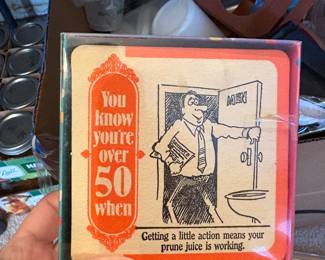 You
know
you're
over
50
when
MEN
Getting a little action means your
prune juice is working.